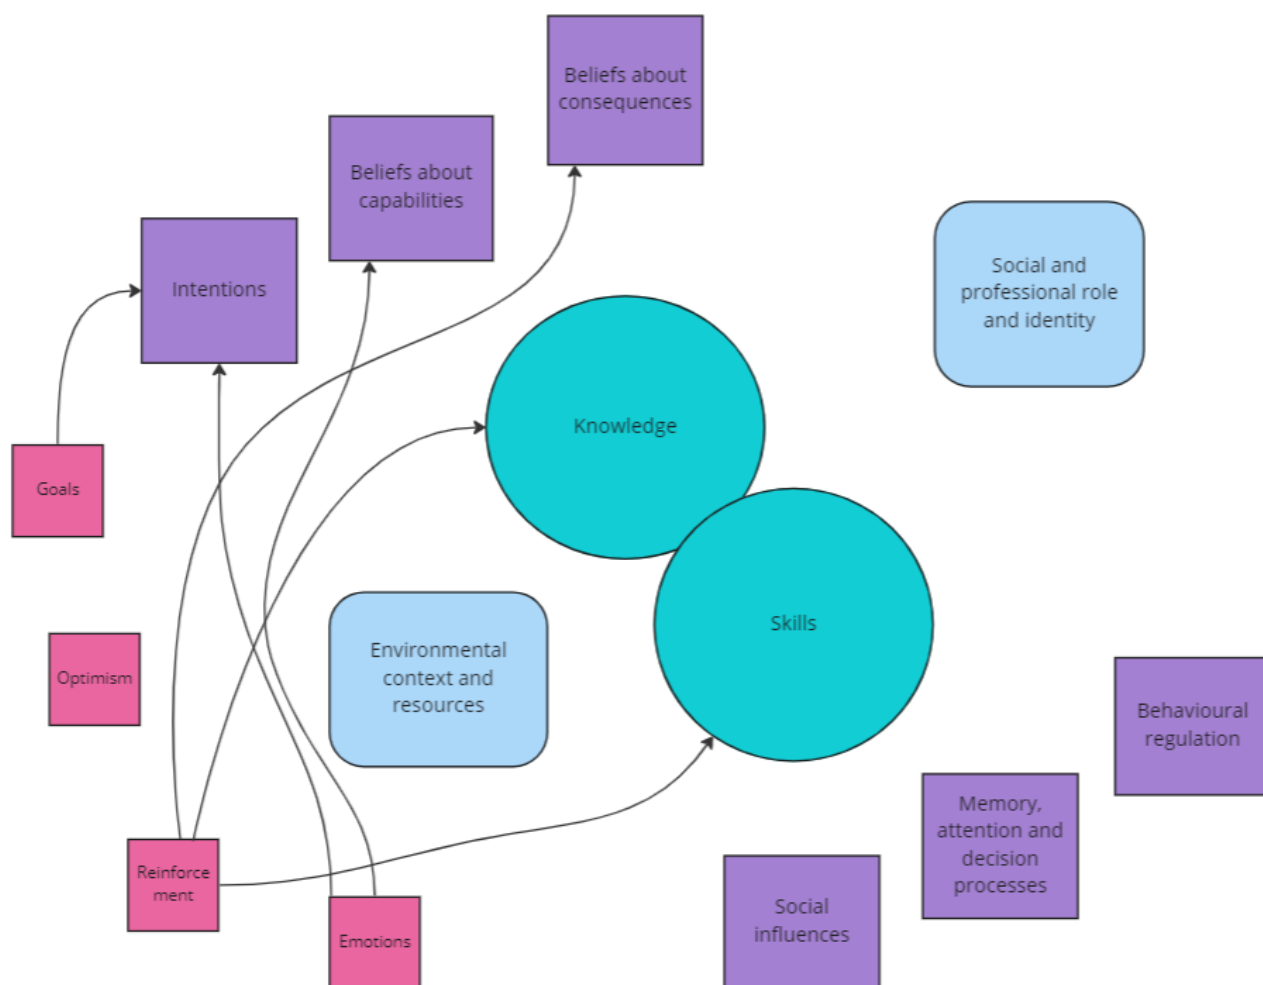 Beliefs about
consequences
Beliefs about
capabilities
Intentions
Social and
professional role
and identity
Knowledge
Goals
Skills
Environmental
context and
resources
Optimism
Behavioural
regulation
Memory,
attention and
decision
processes
Reinforce
ment
Social
influences
Emotions